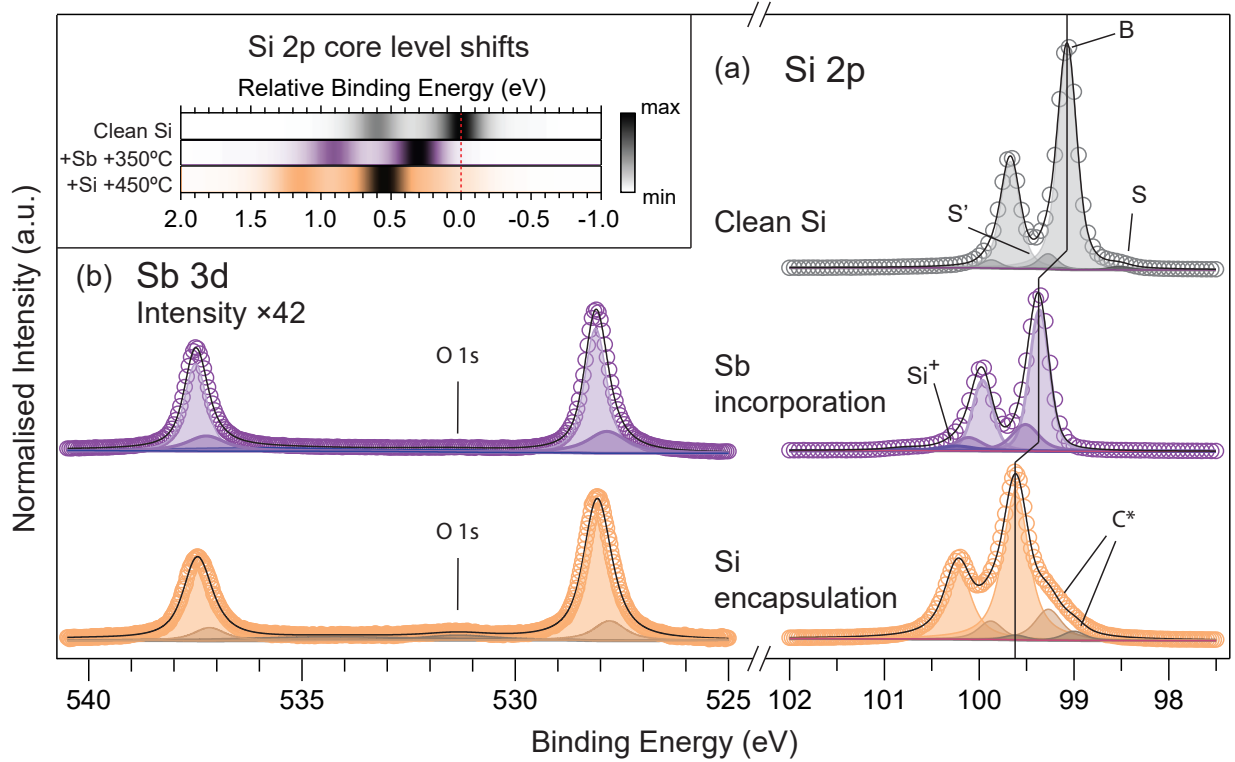 Si 2p core level shifts
Relative Binding Energy (eV)
Clean Si
+Sb +350ºC
+Si +450ºC
2.0 1.5 1.0 0.5 0.0 -0.5 -1.0
max
min
(a) Si 2p
B
S'
S
Clean Si
(b) Sb 3d
Intensity ×42
O 1s
Sb
incorporation
Si+
O 1s
Si
encapsulation
C*
Normalised Intensity (a.u.)
540 535 530 525 102 101 100 99 98
Binding Energy (eV)